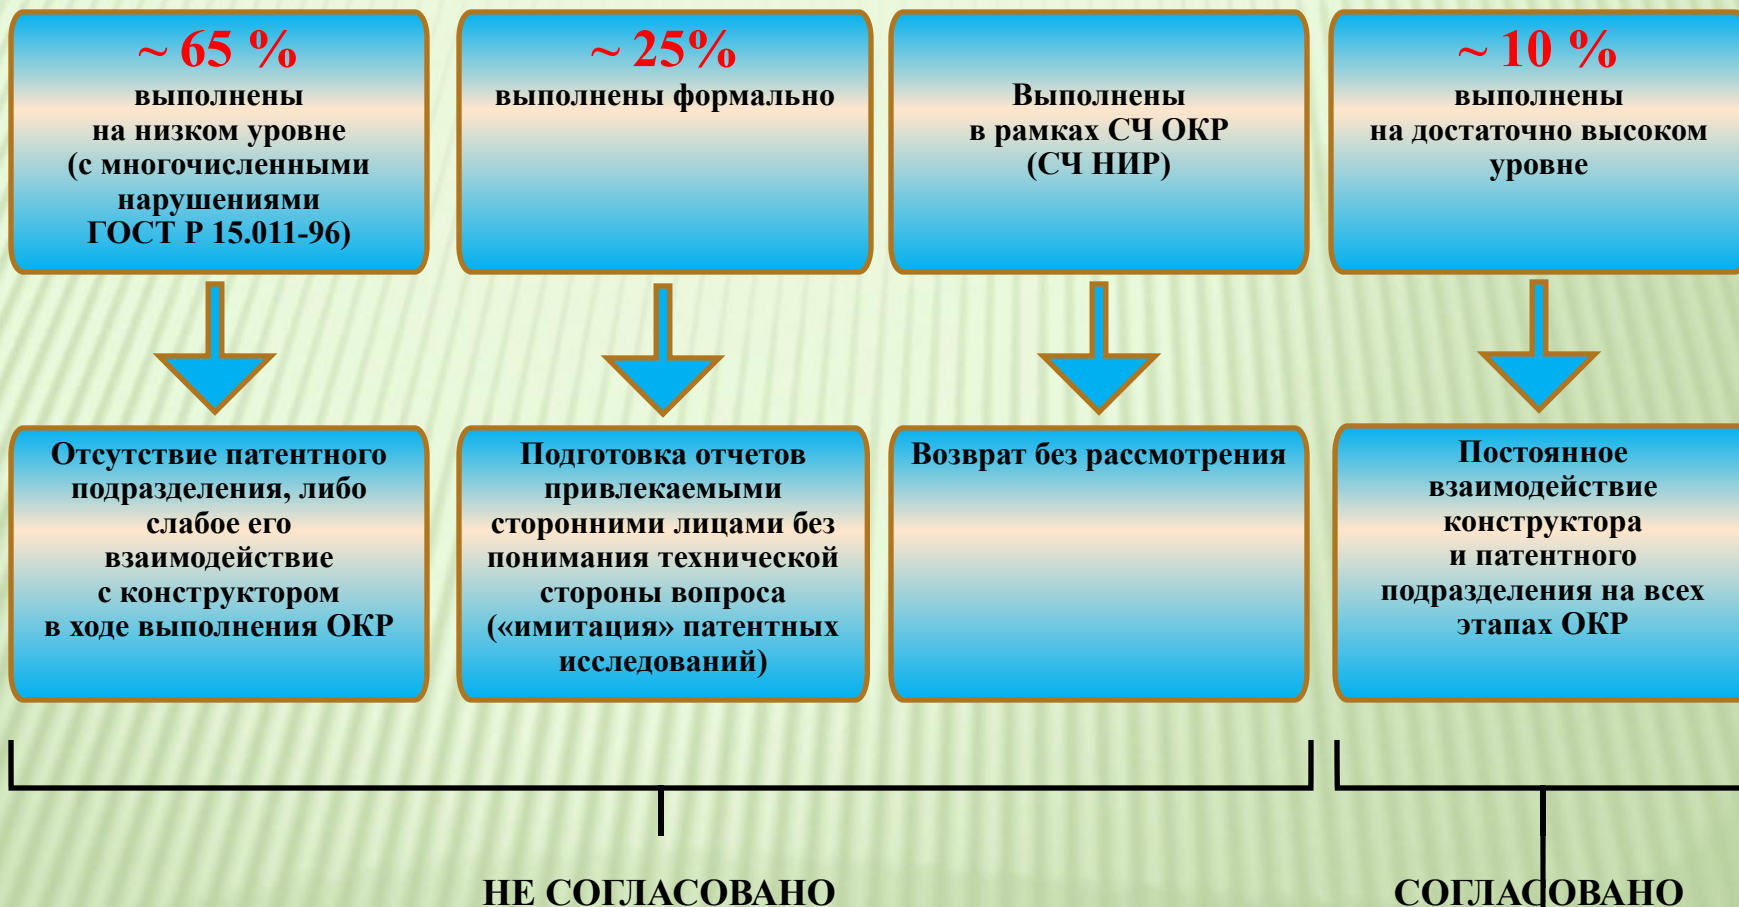 ~ 65 %
выполнены
на низком уровне
(с многочисленными
нарушениями
ГОСТ Р 15.011-96)
~ 25%
выполнены формально
Выполнены
в рамках СЧ ОКР
(СЧ НИР)
~ 10 %
выполнены
на достаточно высоком
уровне
Отсутствие патентного
подразделения, либо
слабое его
взаимодействие
с конструктором
в ходе выполнения ОКР
Подготовка отчетов
привлекаемыми
сторонними лицами без
понимания технической
стороны вопроса
(«имитация» патентных
исследований)
Возврат без рассмотрения
Постоянное
взаимодействие
конструктора
и патентного
подразделения на всех
этапах ОКР
НЕ СОГЛАСОВАНО
СОГЛАСОВАНО